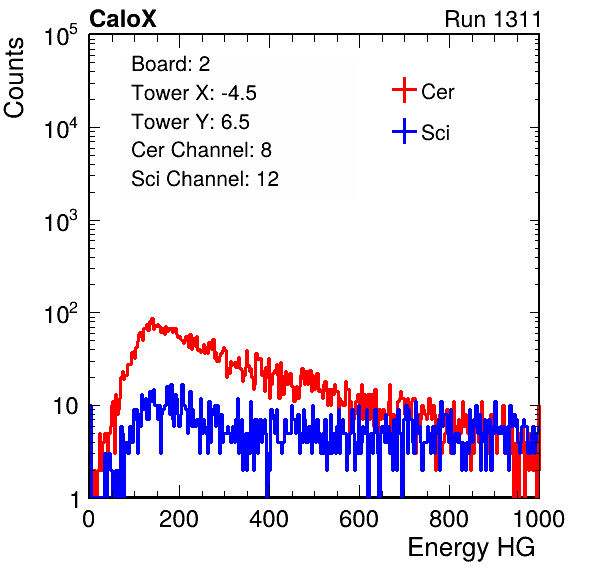 CaloX Run 1311
Counts
Board: 2
Tower X: -4.5
Tower Y: 6.5
Cer Channel: 8
Sci Channel: 12
Cer
Sci
10^5
10^4
10^3
10^2
10
1
0 200 400 600 800 1000
Energy HG